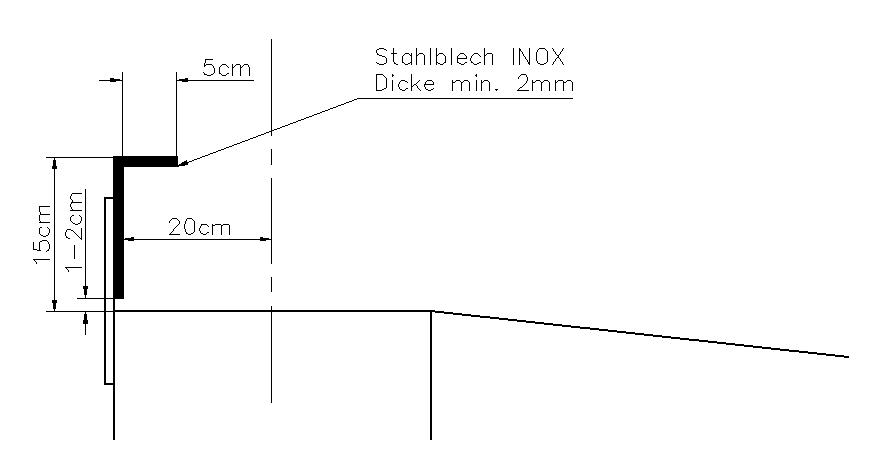 Stahlblech INOX
Dicke min. 2mm
5cm
15cm
1-2cm
20cm